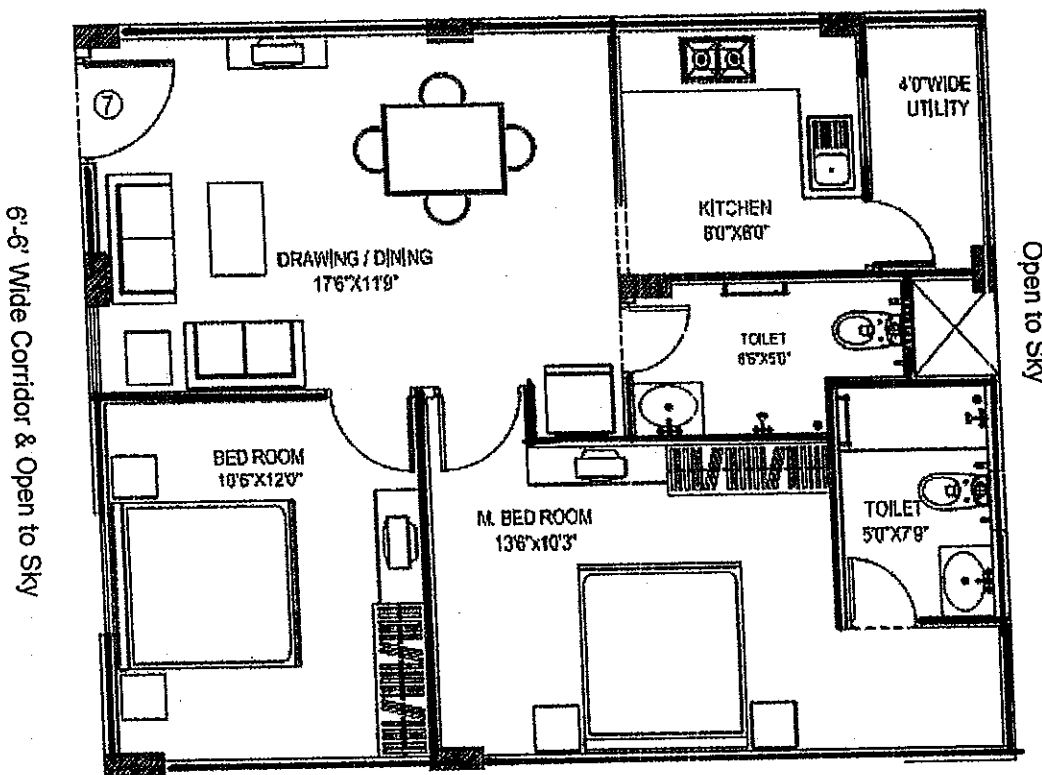 4'0"WIDE
UTILITY
7
KITCHEN
8'0"X8'0"
DRAWING / DINING
17'6"X11'9"
TOILET
6'6"X5'0"
BED ROOM
10'6"X12'0"
M. BED ROOM
13'6"x10'3"
TOILET
5'0"X7'9"
6'-6' Wide Corridor & Open to Sky
Open to Sky